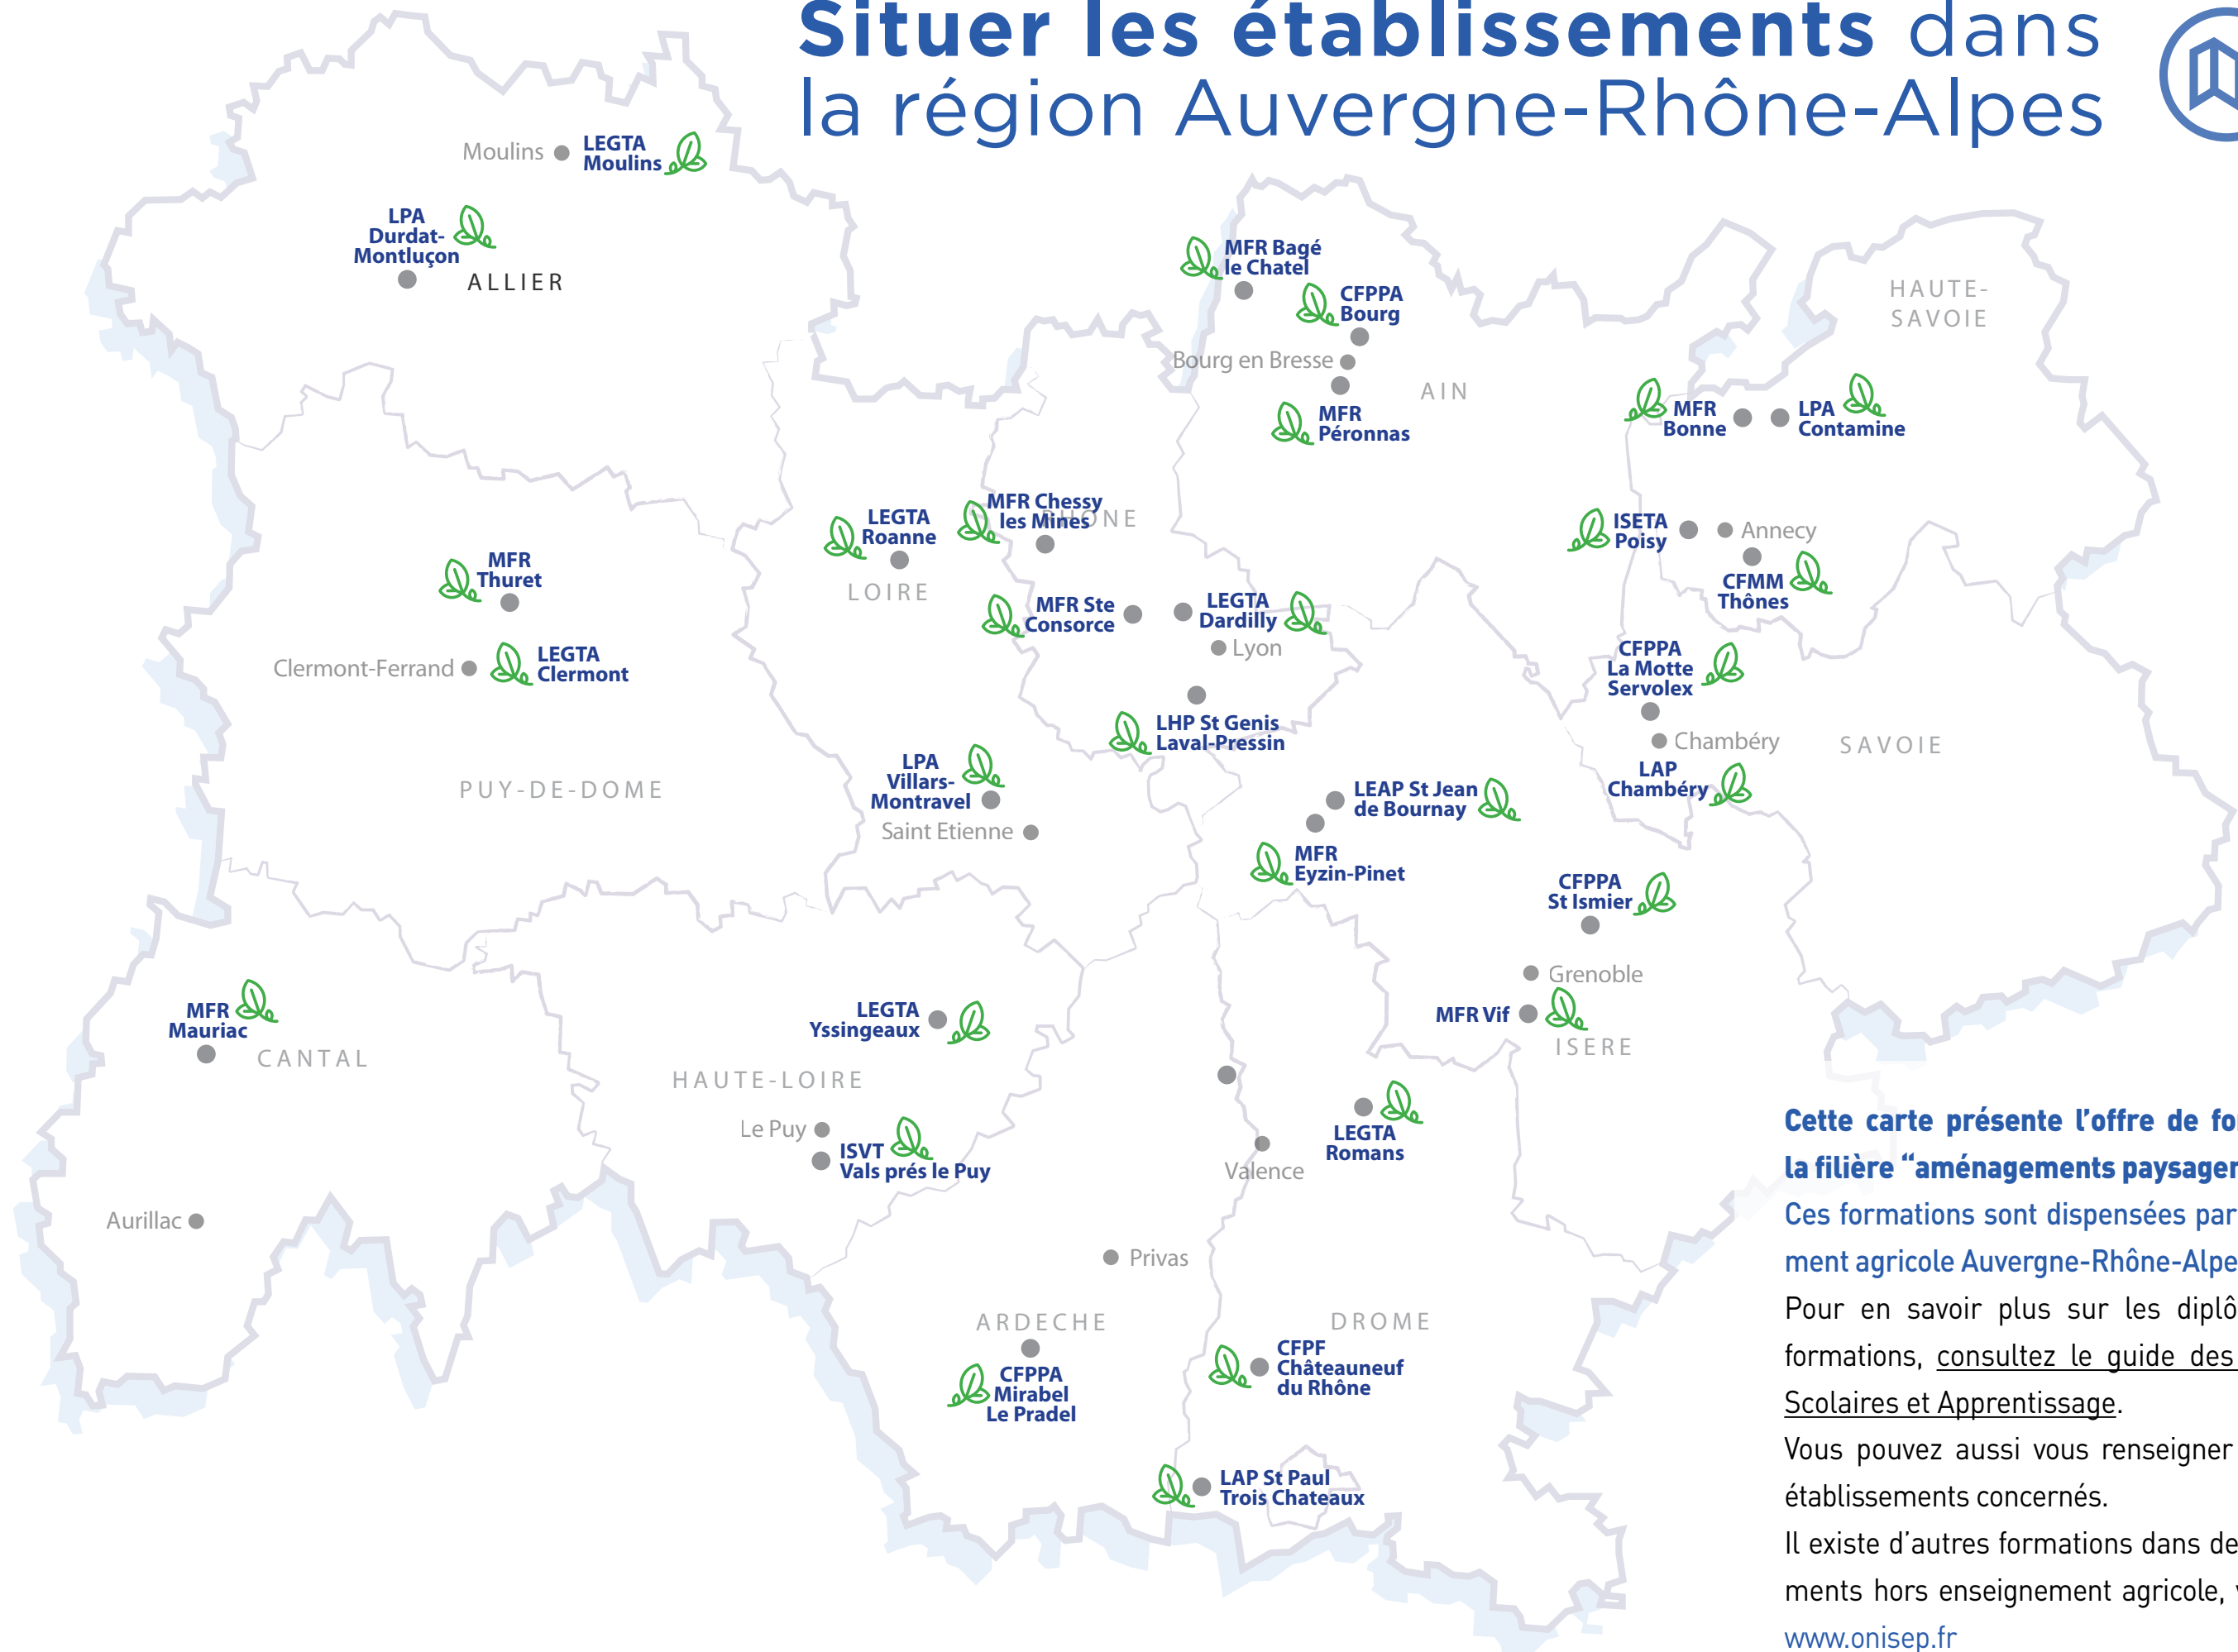 Situer les établissements dans
la région Auvergne-Rhône-Alpes
Moulins
LEGTA
Moulins
LPA
Durdat-
Montluçon
ALLIER
MFR Bagé
le Chatel
CFPPA
Bourg
Bourg en Bresse
MFR
Péronnas
AIN
HAUTE-
SAVOIE
MFR
Bonne
LPA
Contamine
LEGTA
Roanne
LOIRE
MFR Chessy
les Mines
RHONE
ISETA
Poisy
Annecy
CFMM
Thônes
MFR
Thuret
Clermont-Ferrand
LEGTA
Clermont
MFR Ste
Consorce
LEGTA
Dardilly
Lyon
LHP St Genis
Laval-Pressin
CFPPA
La Motte
Servolex
Chambéry
SAVOIE
LAP
Chambéry
PUY-DE-DOME
LPA
Villars-
Montravel
Saint Etienne
LEAP St Jean
de Bournay
MFR
Eyzin-Pinet
CFPPA
St Ismier
Grenoble
MFR Vif
ISERE
MFR
Mauriac
CANTAL
LEGTA
Yssingeaux
HAUTE-LOIRE
Le Puy
ISVT
Vals prés le Puy
Aurillac
LEGTA
Romans
Valence
Privas
ARDECHE
CFPPA
Mirabel
Le Pradel
DROME
CFPF
Châteauneuf
du Rhône
LAP St Paul
Trois Chateaux
Cette carte présente l’offre de for
la filière “aménagements paysager
Ces formations sont dispensées par
ment agricole Auvergne-Rhône-Alpe
Pour en savoir plus sur les diplô
formations, consultez le guide des
Scolaires et Apprentissage.
Vous pouvez aussi vous renseigner
établissements concernés.
Il existe d’autres formations dans de
ments hors enseignement agricole, v
www.onisep.fr